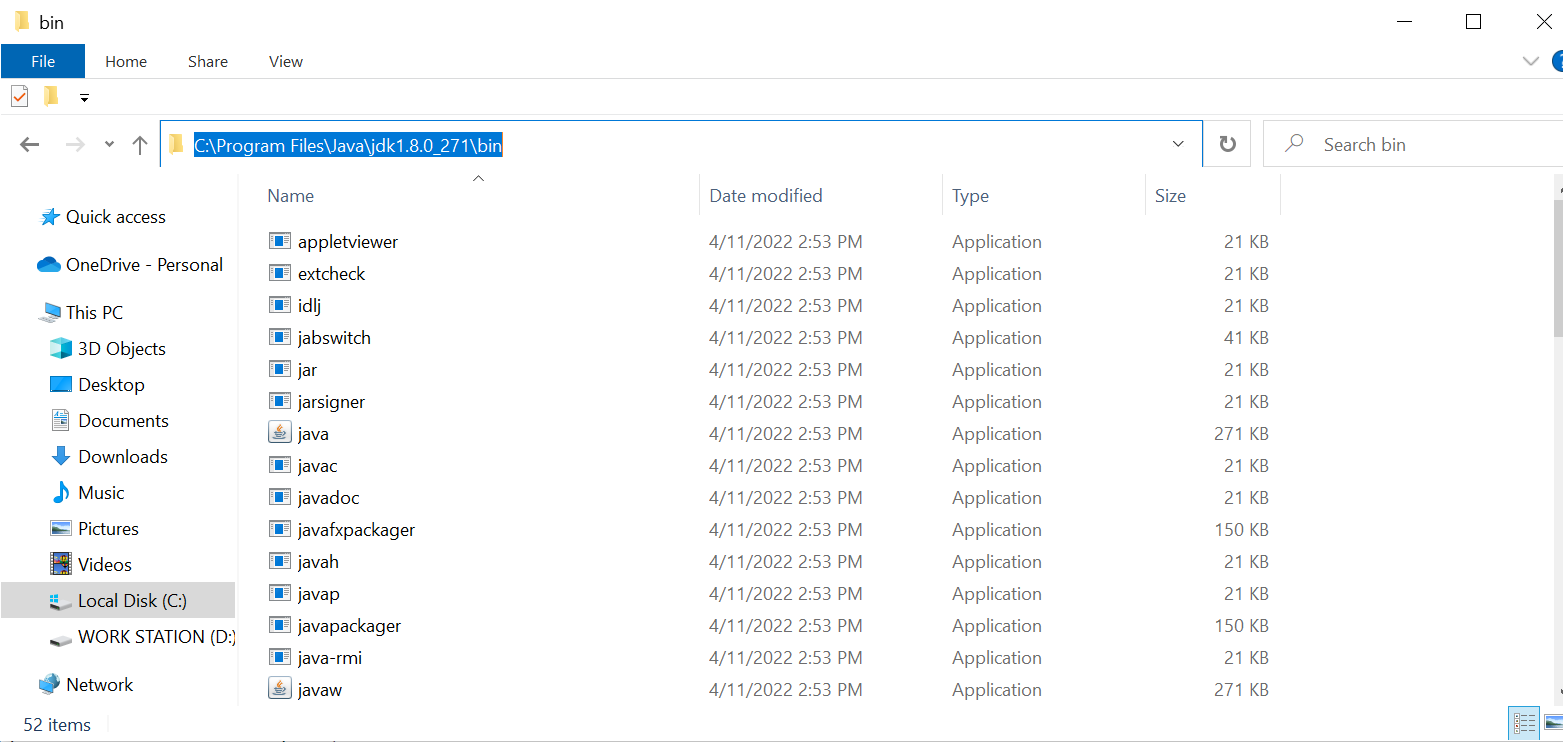 bin
File Home Share View
C:\Program Files\Java\jdk1.8.0_271\bin
Search bin
Name Date modified Type Size
Quick access
OneDrive - Personal
This PC
3D Objects
Desktop
Documents
Downloads
Music
Pictures
Videos
Local Disk (C:)
WORK STATION (D:)
Network
appletviewer 4/11/2022 2:53 PM Application 21 KB
extcheck 4/11/2022 2:53 PM Application 21 KB
idlj 4/11/2022 2:53 PM Application 21 KB
jabswitch 4/11/2022 2:53 PM Application 41 KB
jar 4/11/2022 2:53 PM Application 21 KB
jarsigner 4/11/2022 2:53 PM Application 21 KB
java 4/11/2022 2:53 PM Application 271 KB
javac 4/11/2022 2:53 PM Application 21 KB
javadoc 4/11/2022 2:53 PM Application 21 KB
javafxpackager 4/11/2022 2:53 PM Application 150 KB
javah 4/11/2022 2:53 PM Application 21 KB
javap 4/11/2022 2:53 PM Application 21 KB
javapackager 4/11/2022 2:53 PM Application 150 KB
java-rmi 4/11/2022 2:53 PM Application 21 KB
javaw 4/11/2022 2:53 PM Application 271 KB
52 items